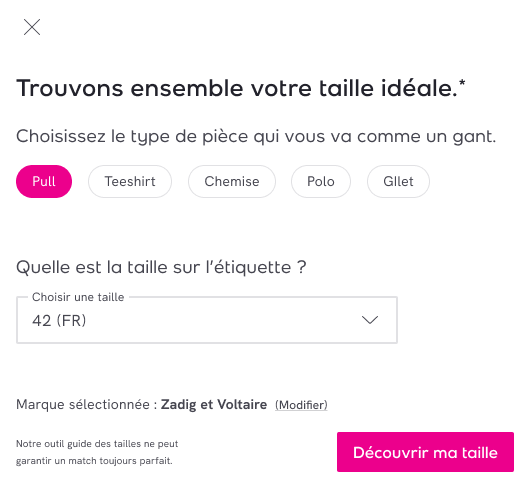 Trouvons ensemble votre taille idéale.*
Choisissez le type de pièce qui vous va comme un gant.
Pull Teeshirt Chemise Polo GIlet
Quelle est la taille sur l'étiquette ?
Choisir une taille
42 (FR)
Marque sélectionnée : Zadig et Voltaire (Modifier)
Notre outil guide des tailles ne peut
garantir un match toujours parfait.
Découvrir ma taille